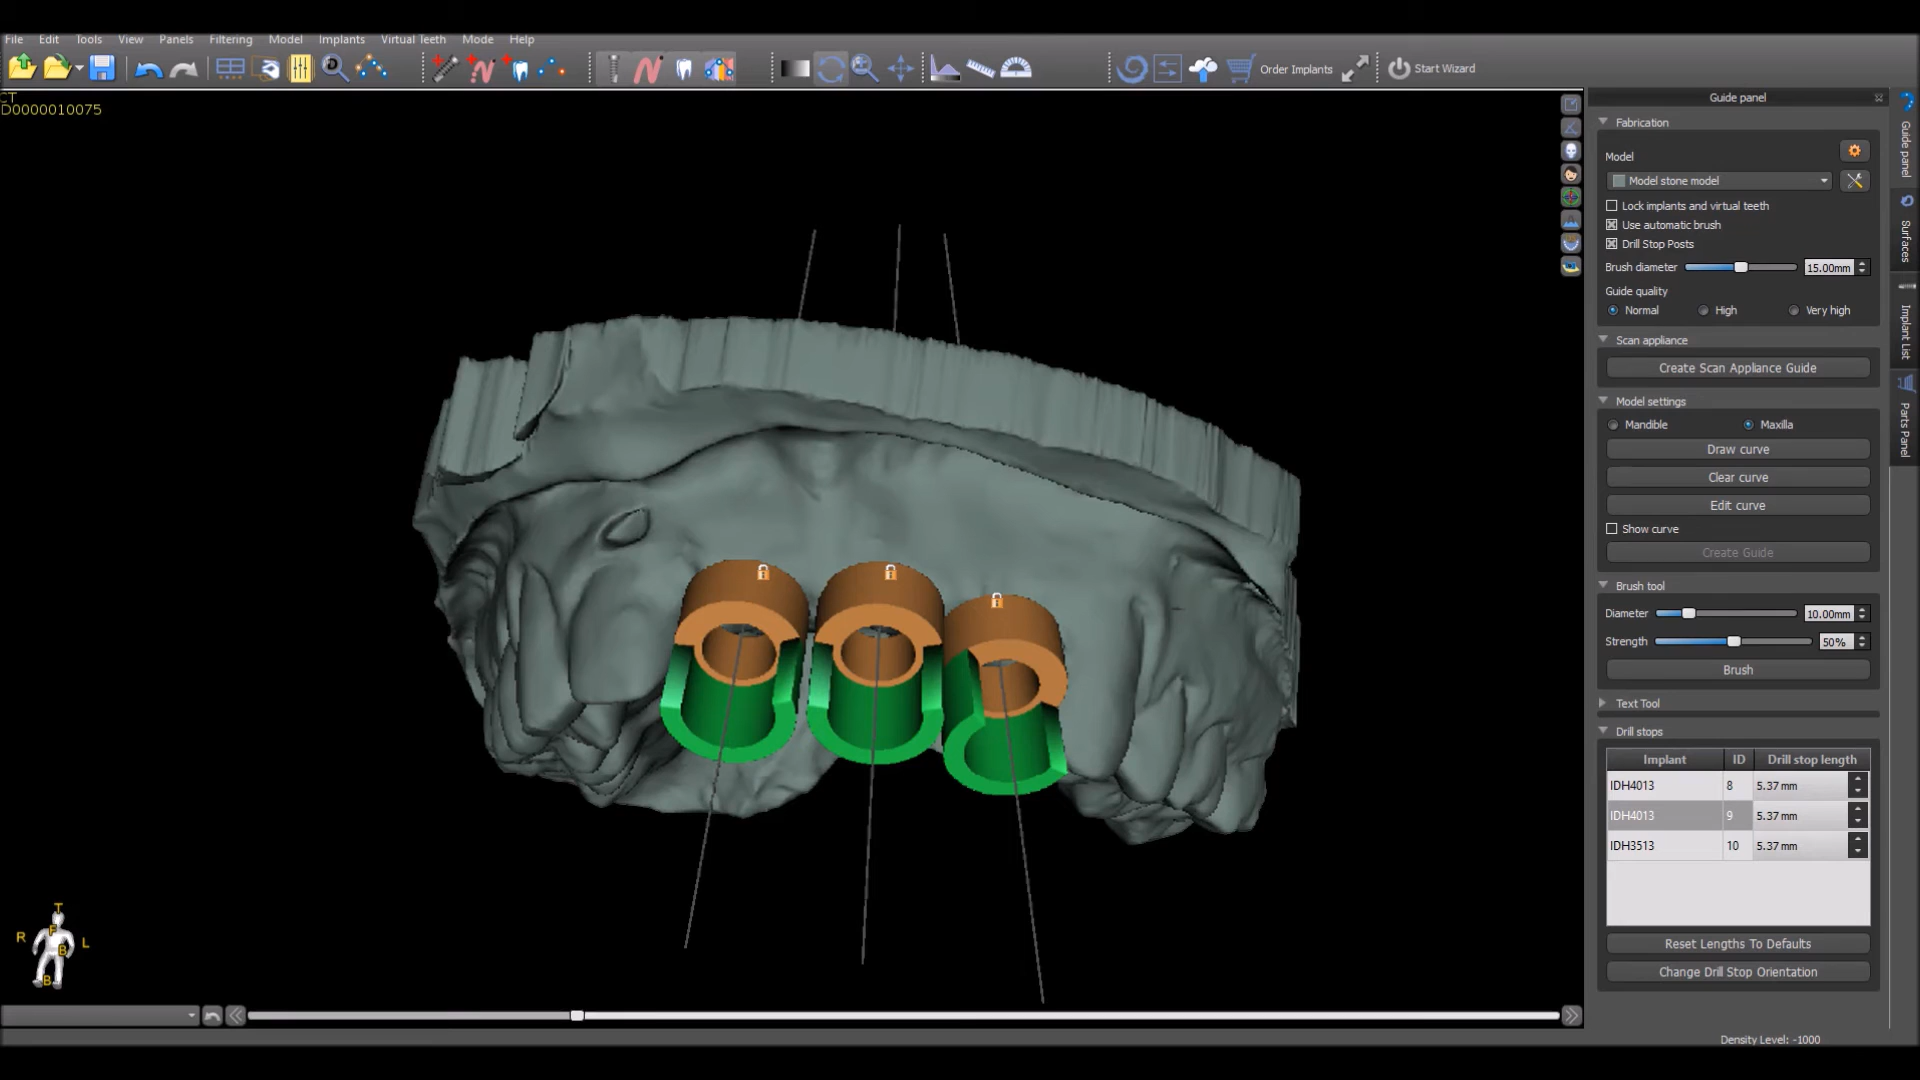 File Edit Tools View Panels Filtering Model Implants Virtual Teeth Mode Help
Order Implants Start Wizard
CT
D0000010075
Guide panel
Fabrication
Model
Model stone model
Lock implants and virtual teeth
Use automatic brush
Drill Stop Posts
Brush diameter 15.00mm
Guide quality
Normal High Very high
Scan appliance
Create Scan Appliance Guide
Model settings
Mandible Maxilla
Draw curve
Clear curve
Edit curve
Show curve
Create Guide
Brush tool
Diameter 10.00mm
Strength 50%
Brush
Text Tool
Drill stops
Implant ID Drill stop length
IDH4013 8 5.37 mm
IDH4013 9 5.37 mm
IDH3513 10 5.37 mm
Reset Lengths To Defaults
Change Drill Stop Orientation
Density Level: -1000
Guide panel
Surfaces
Implant List
Parts Panel
T
F
R L
B
B